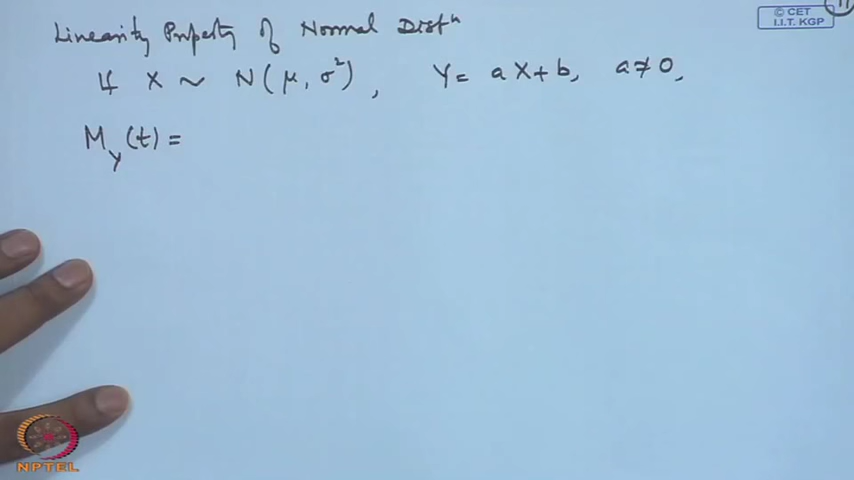 Linearity Property of Normal Distⁿ
© CET
I.I.T. KGP
If X ~ N(μ, σ²), Y = aX+b, a≠0,
M_Y(t) =
NPTEL